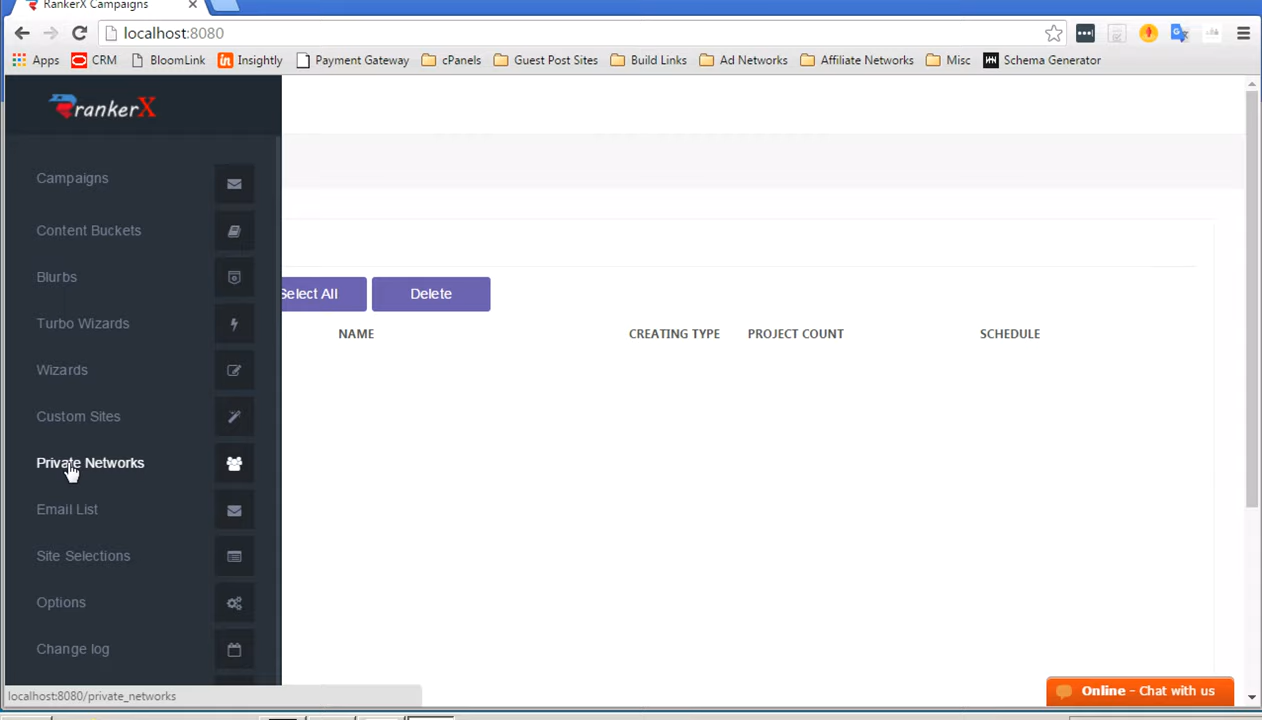 RankerX Campaigns
localhost:8080
Apps CRM BloomLink Insightly Payment Gateway cPanels Guest Post Sites Build Links Ad Networks Affiliate Networks Misc Schema Generator
rankerX
Campaigns
Content Buckets
Blurbs
Turbo Wizards
Wizards
Custom Sites
Private Networks
Email List
Site Selections
Options
Change log
Select All Delete
NAME CREATING TYPE PROJECT COUNT SCHEDULE
localhost:8080/private_networks
Online - Chat with us